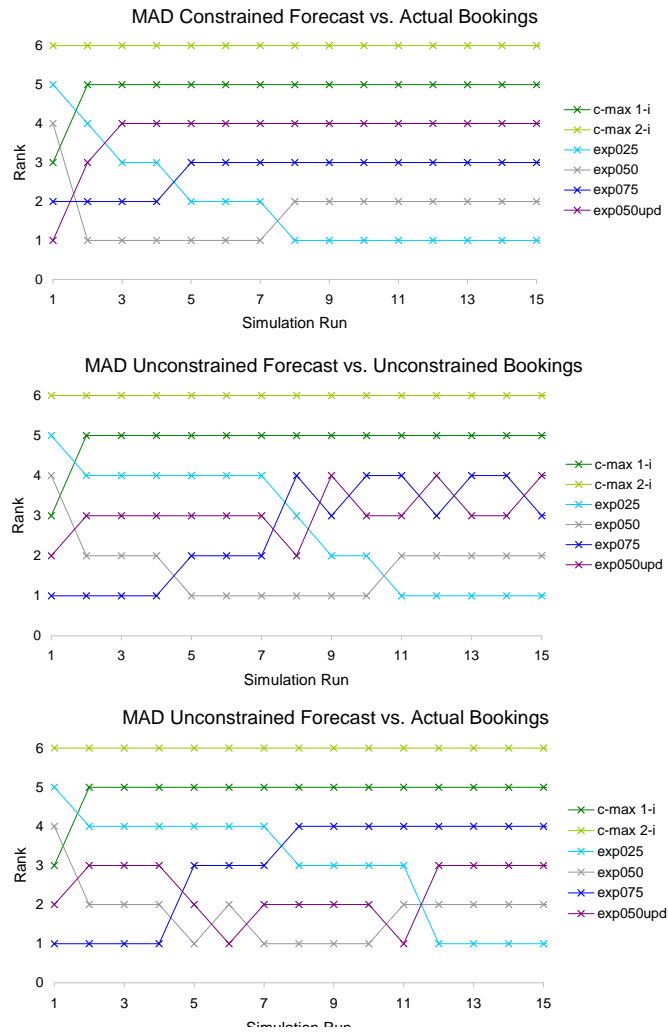 MAD Constrained Forecast vs. Actual Bookings
6
5
4
3
2
1
0
Rank
1 3 5 7 9 11 13 15
Simulation Run
c-max 1-i
c-max 2-i
exp025
exp050
exp075
exp050upd
MAD Unconstrained Forecast vs. Unconstrained Bookings
6
5
4
3
2
1
0
Rank
1 3 5 7 9 11 13 15
Simulation Run
c-max 1-i
c-max 2-i
exp025
exp050
exp075
exp050upd
MAD Unconstrained Forecast vs. Actual Bookings
6
5
4
3
2
1
0
Rank
1 3 5 7 9 11 13 15
Simulation Run
c-max 1-i
c-max 2-i
exp025
exp050
exp075
exp050upd